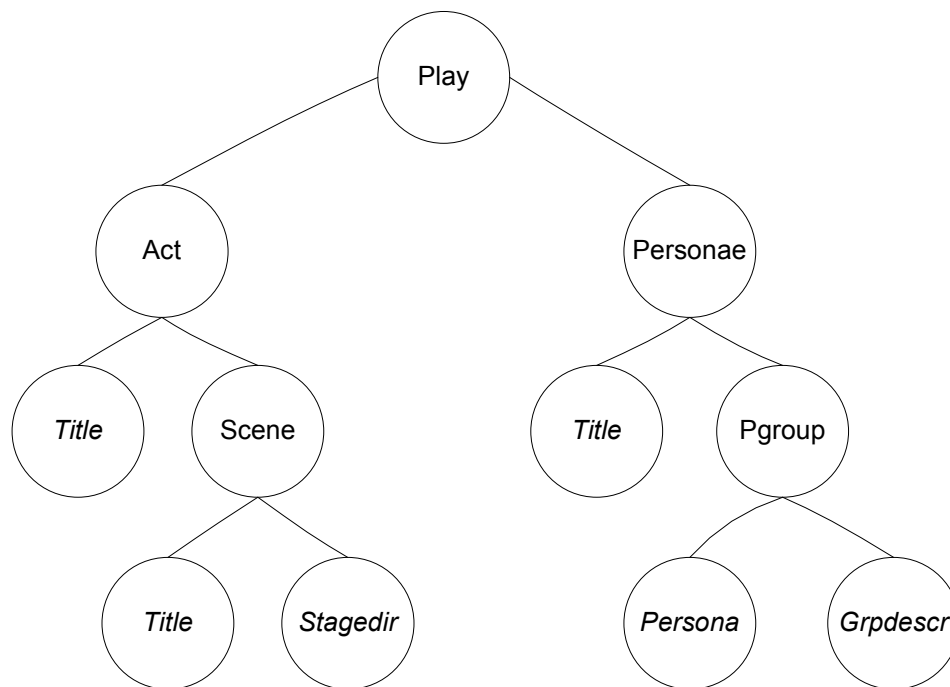 Play
Act
Personae
Title
Scene
Title
Pgroup
Title
Stagedir
Persona
Grpdescr